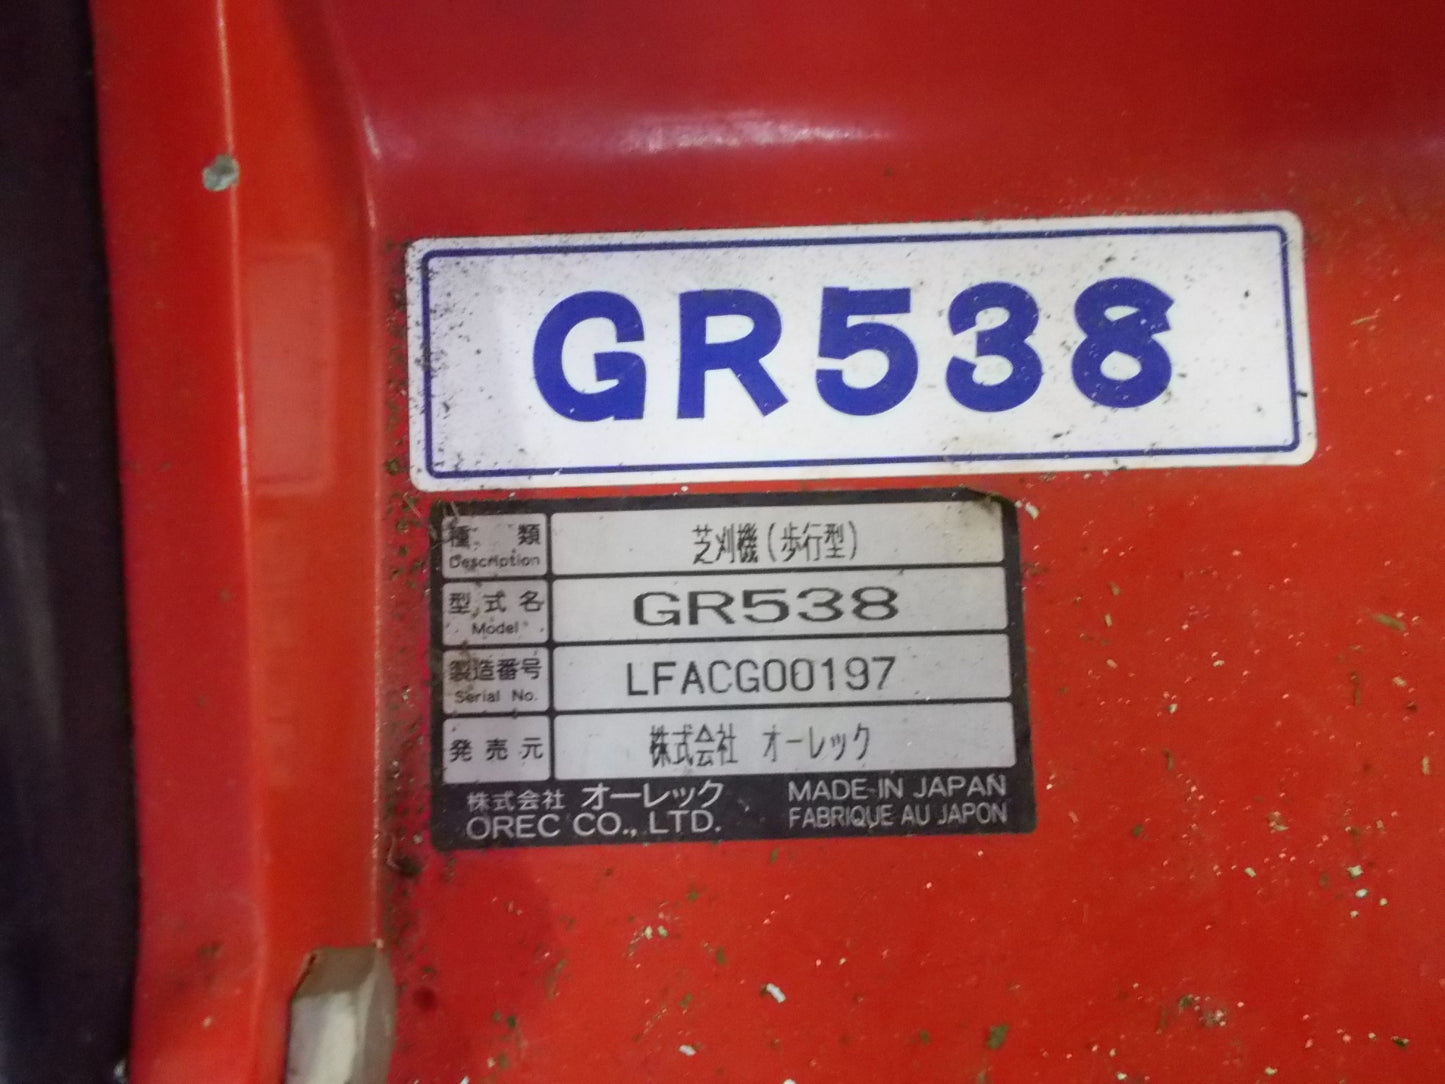 GR538
種類 芝刈機(歩行型)
Description
型式名 GR538
Model
製造番号 LFACG00197
Serial No.
発売元 株式会社 オーレック
株式会社 オーレック MADE IN JAPAN
OREC CO., LTD. FABRIQUE AU JAPON